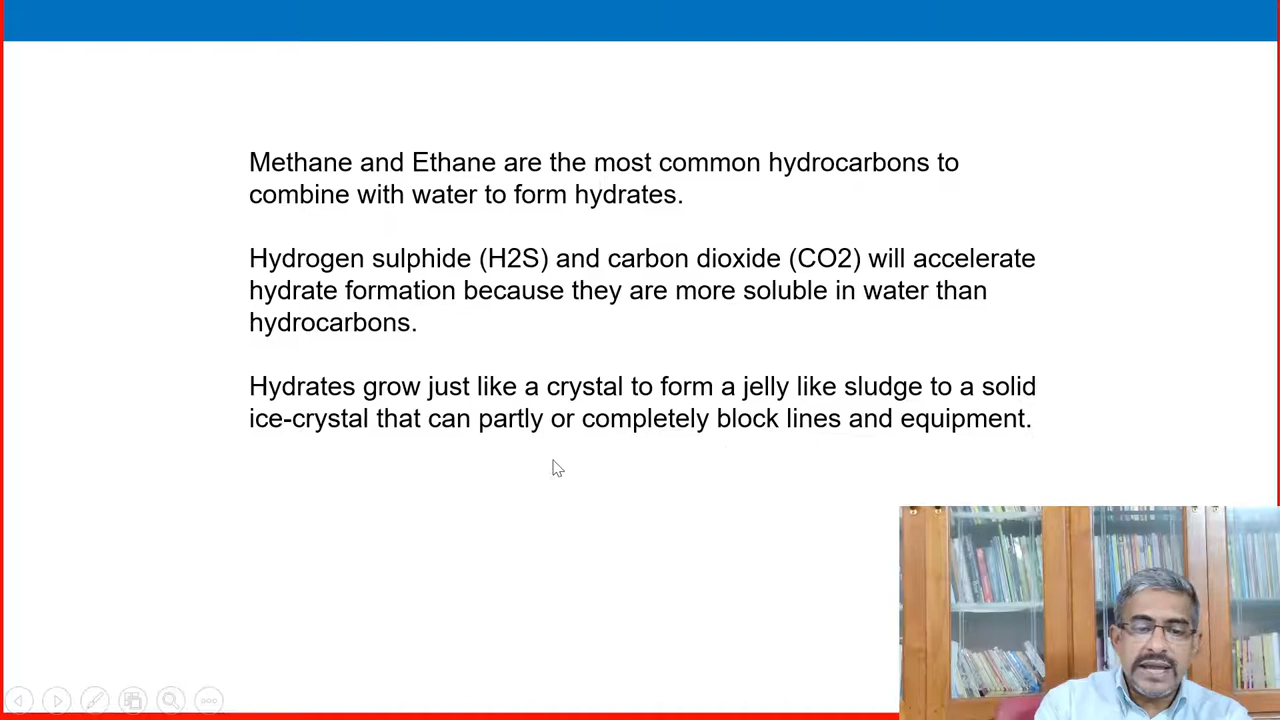 Methane and Ethane are the most common hydrocarbons to
combine with water to form hydrates.
Hydrogen sulphide (H2S) and carbon dioxide (CO2) will accelerate
hydrate formation because they are more soluble in water than
hydrocarbons.
Hydrates grow just like a crystal to form a jelly like sludge to a solid
ice-crystal that can partly or completely block lines and equipment.